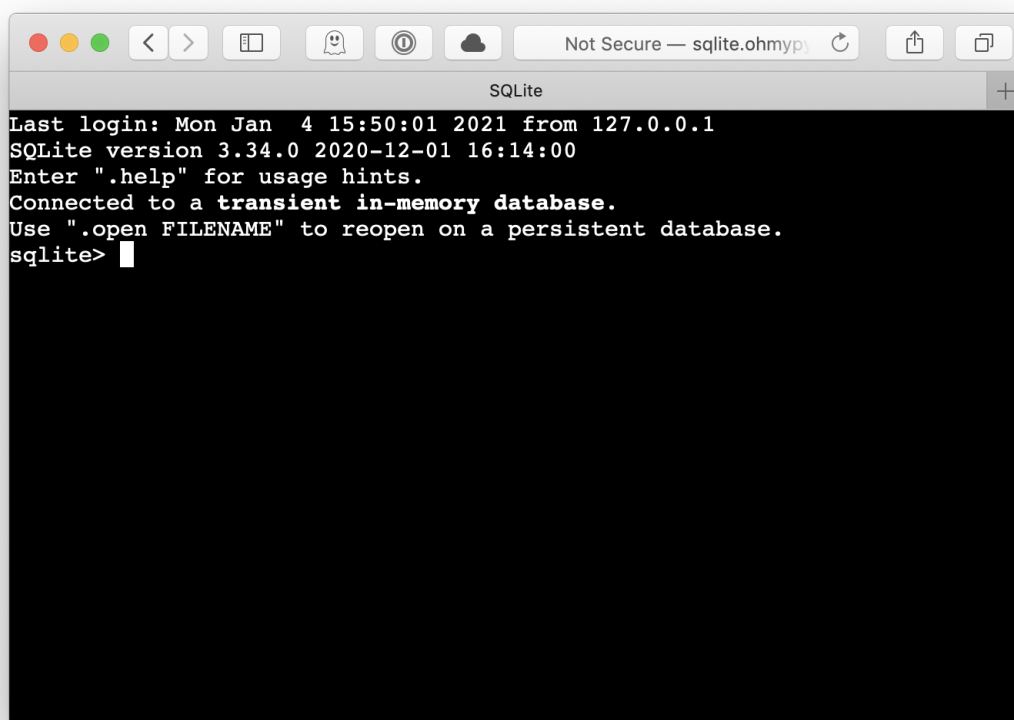 Not Secure — sqlite.ohmypy
SQLite
Last login: Mon Jan  4 15:50:01 2021 from 127.0.0.1
SQLite version 3.34.0 2020-12-01 16:14:00
Enter ".help" for usage hints.
Connected to a transient in-memory database.
Use ".open FILENAME" to reopen on a persistent database.
sqlite>